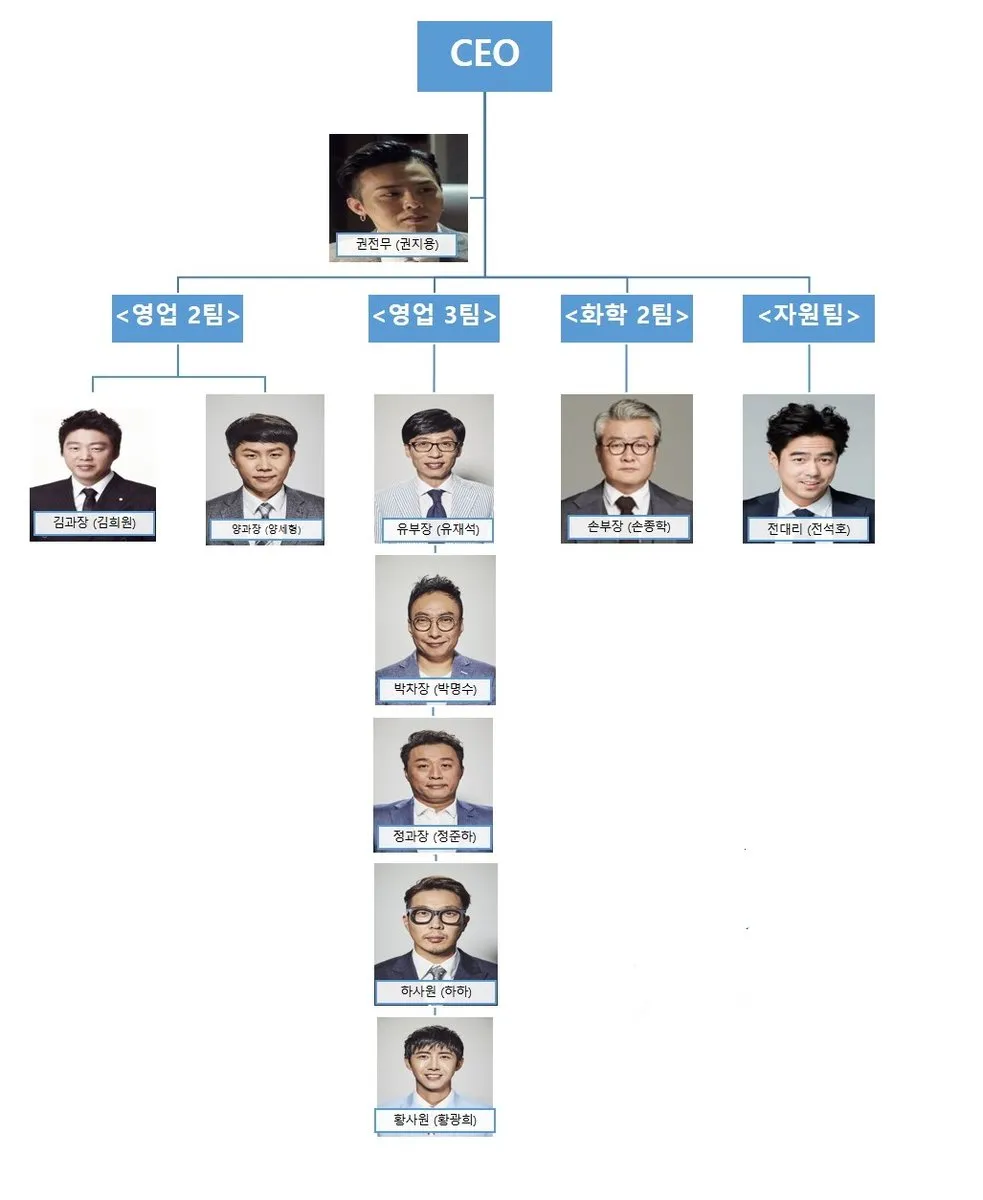 CEO
권전무 (권지용)
<영업 2팀>
<영업 3팀>
<화학 2팀>
<자원팀>
김과장 (김희원)
양과장 (양세형)
유부장 (유재석)
손부장 (손종학)
전대리 (전석호)
박차장 (박명수)
정과장 (정준하)
하사원 (하하)
황사원 (황광희)